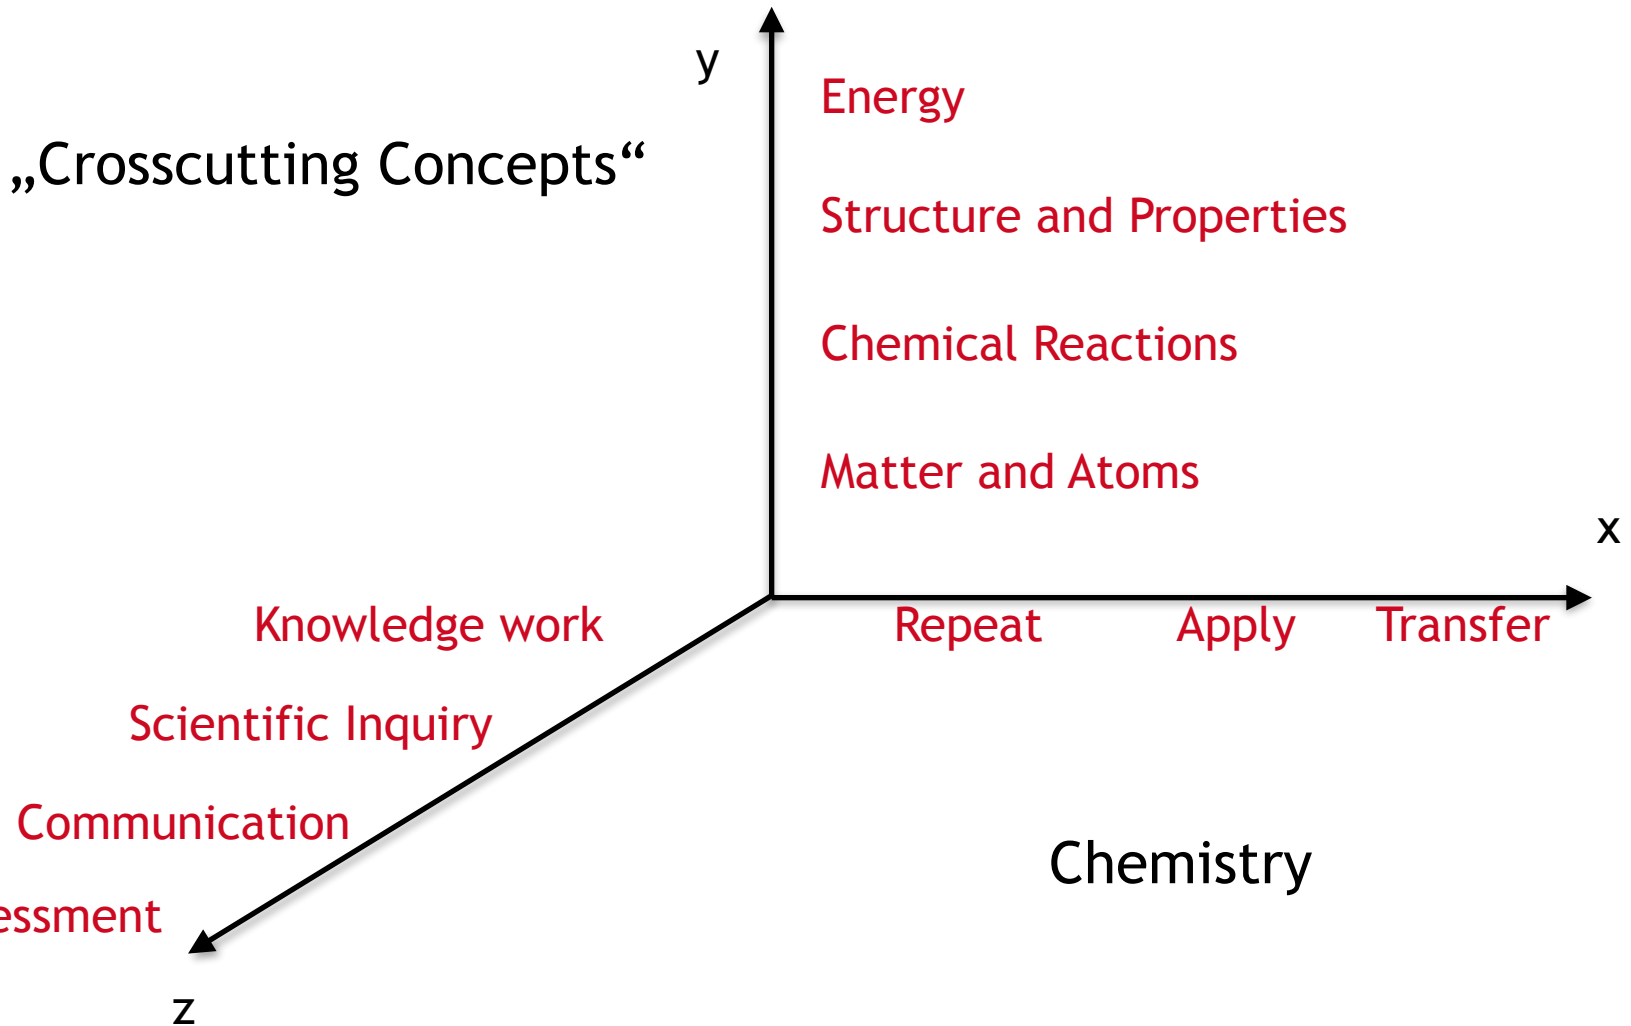 y
Energy
„Crosscutting Concepts“
Structure and Properties
Chemical Reactions
Matter and Atoms
x
Knowledge work
Repeat Apply Transfer
Scientific Inquiry
Communication
Chemistry
z